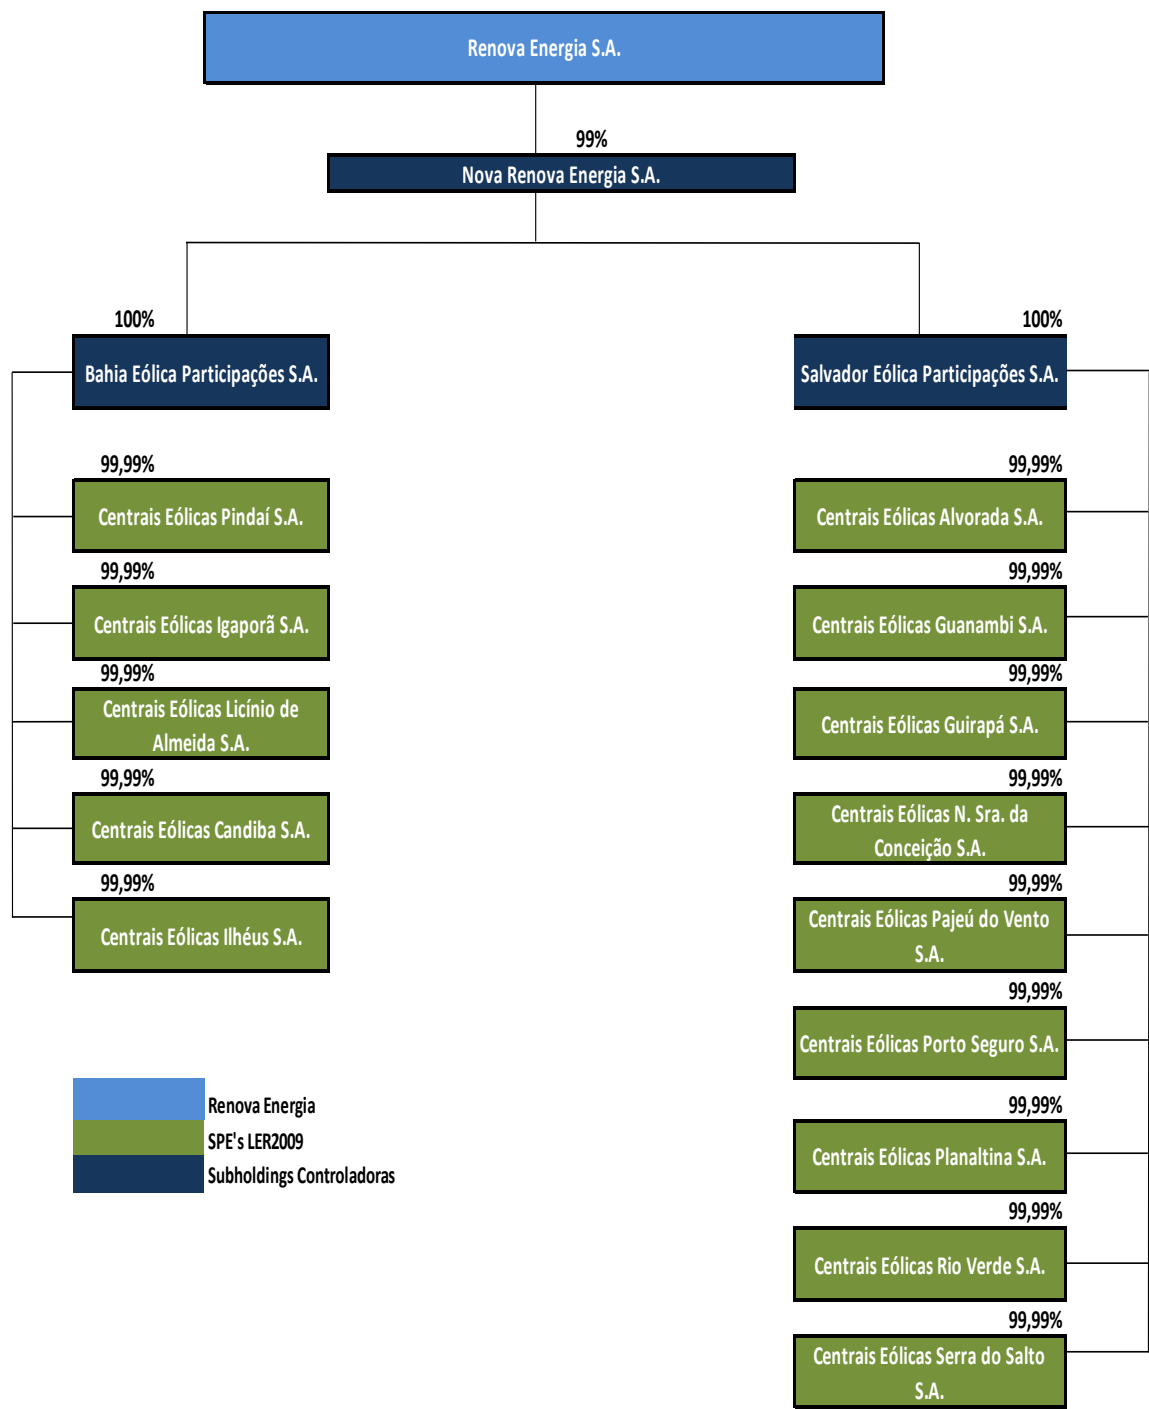 Renova Energia S.A.
99%
Nova Renova Energia S.A.
100%
Bahia Eólica Participações S.A.
99,99%
Centrais Eólicas Pindaí S.A.
99,99%
Centrais Eólicas Igaporã S.A.
99,99%
Centrais Eólicas Licínio de
Almeida S.A.
99,99%
Centrais Eólicas Candiba S.A.
99,99%
Centrais Eólicas Ilhéus S.A.
100%
Salvador Eólica Participações S.A.
99,99%
Centrais Eólicas Alvorada S.A.
99,99%
Centrais Eólicas Guanambi S.A.
99,99%
Centrais Eólicas Guirapá S.A.
99,99%
Centrais Eólicas N. Sra. da
Conceição S.A.
99,99%
Centrais Eólicas Pajeú do Vento
S.A.
99,99%
Centrais Eólicas Porto Seguro S.A.
99,99%
Centrais Eólicas Planaltina S.A.
99,99%
Centrais Eólicas Rio Verde S.A.
99,99%
Centrais Eólicas Serra do Salto
S.A.
Renova Energia
SPE's LER2009
Subholdings Controladoras